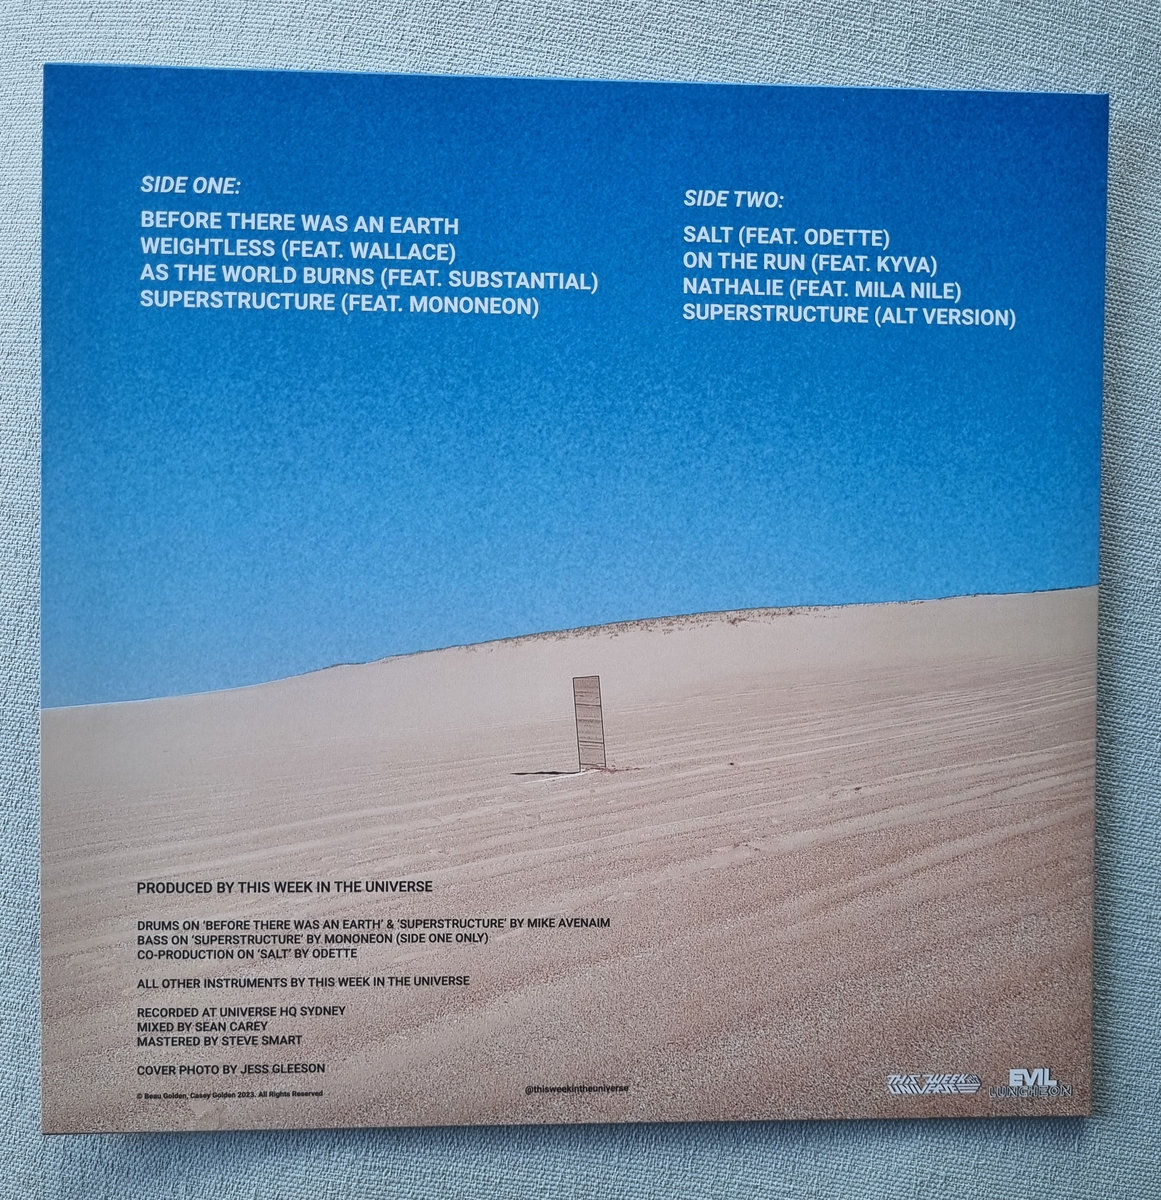 SIDE ONE:
BEFORE THERE WAS AN EARTH
WEIGHTLESS (FEAT. WALLACE)
AS THE WORLD BURNS (FEAT. SUBSTANTIAL)
SUPERSTRUCTURE (FEAT. MONONEON)
SIDE TWO:
SALT (FEAT. ODETTE)
ON THE RUN (FEAT. KYVA)
NATHALIE (FEAT. MILA NILE)
SUPERSTRUCTURE (ALT VERSION)
PRODUCED BY THIS WEEK IN THE UNIVERSE
DRUMS ON ‘BEFORE THERE WAS AN EARTH’ & ‘SUPERSTRUCTURE’ BY MIKE AVENAIM
BASS ON ‘SUPERSTRUCTURE’ BY MONONEON (SIDE ONE ONLY)
CO-PRODUCTION ON ‘SALT’ BY ODETTE
ALL OTHER INSTRUMENTS BY THIS WEEK IN THE UNIVERSE
RECORDED AT UNIVERSE HQ SYDNEY
MIXED BY SEAN CAREY
MASTERED BY STEVE SMART
COVER PHOTO BY JESS GLEESON
© Beau Golden, Casey Golden 2023. All Rights Reserved
@thisweekintheuniverse
THIS WEEK
EVIL
LUNCHEON